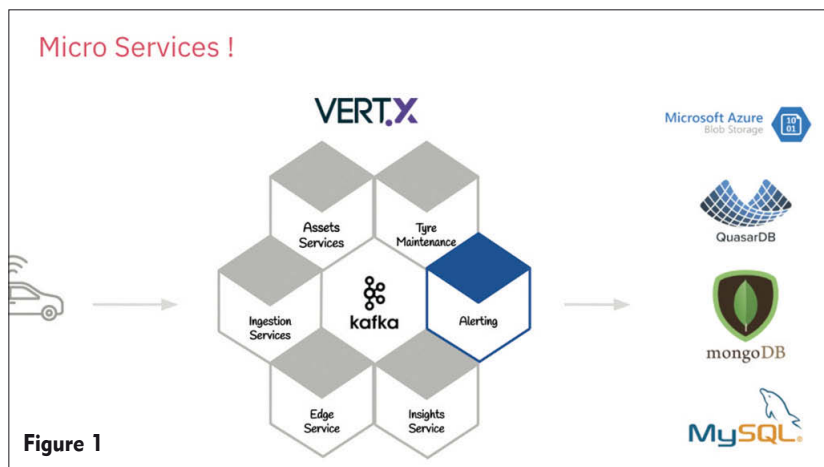 Micro Services !
VERT.X
Microsoft Azure
Blob Storage
10
01
Assets
Services
Tyre
Maintenance
QuasarDB
Ingestion
Services
kafka
Alerting
mongoDB
Edge
Service
Insights
Service
MySQL®
Figure 1